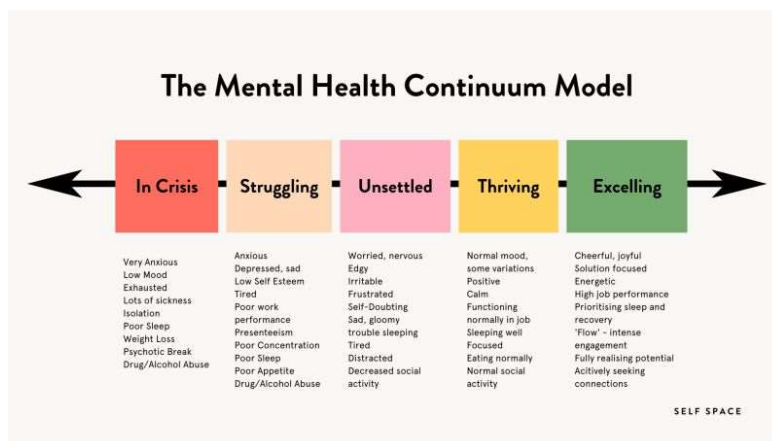 The Mental Health Continuum Model
In Crisis
Struggling
Unsettled
Thriving
Excelling
Very Anxious
Low Mood
Exhausted
Lots of sickness
Isolation
Poor Sleep
Weight Loss
Psychotic Break
Drug/Alcohol Abuse
Anxious
Depressed, sad
Low Self Esteem
Tired
Poor work
performance
Presenteeism
Poor Concentration
Poor Sleep
Poor Appetite
Drug/Alcohol Abuse
Worried, nervous
Edgy
Irritable
Frustrated
Self-Doubting
Sad, gloomy
trouble sleeping
Tired
Distracted
Decreased social
activity
Normal mood,
some variations
Positive
Calm
Functioning
normally in job
Sleeping well
Focused
Eating normally
Normal social
activity
Cheerful, joyful
Solution focused
Energetic
High job performance
Prioritising sleep and
recovery
'Flow' - intense
engagement
Fully realising potential
Acitively seeking
connections
SELF SPACE